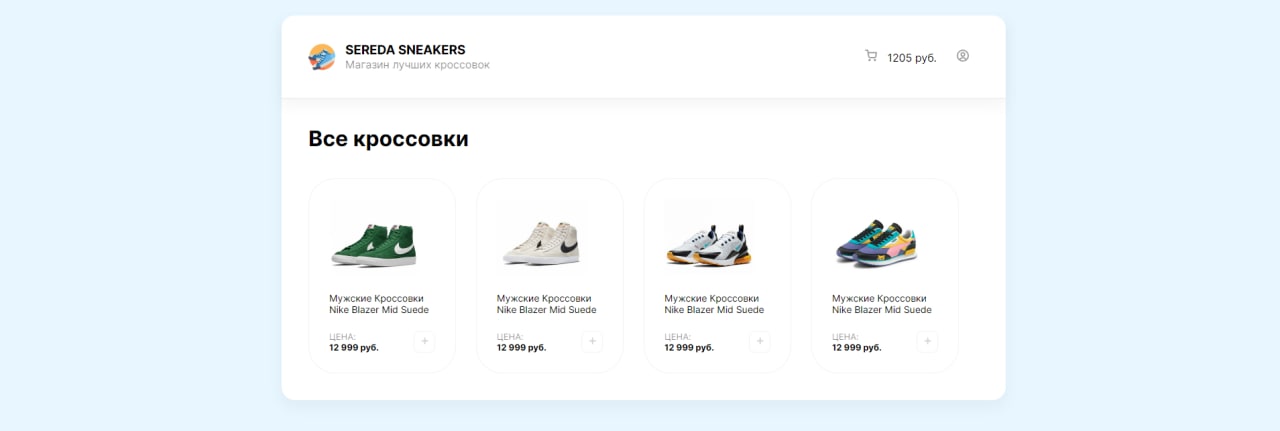 SEREDA SNEAKERS
Магазин лучших кроссовок
1205 руб.
Все кроссовки
Мужские Кроссовки
Nike Blazer Mid Suede
ЦЕНА:
12 999 руб.
Мужские Кроссовки
Nike Blazer Mid Suede
ЦЕНА:
12 999 руб.
Мужские Кроссовки
Nike Blazer Mid Suede
ЦЕНА:
12 999 руб.
Мужские Кроссовки
Nike Blazer Mid Suede
ЦЕНА:
12 999 руб.